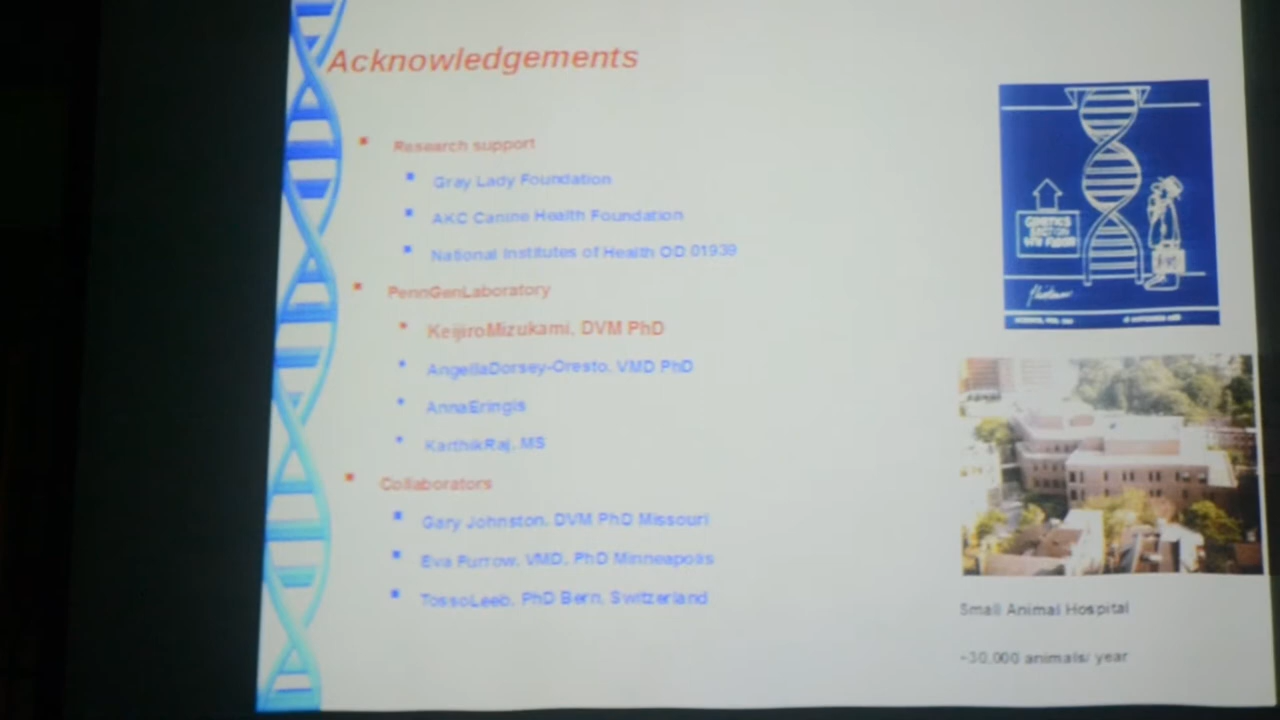 Acknowledgements
Research support
Gray Lady Foundation
AKC Canine Health Foundation
National Institutes of Health OD 01939
PennGenLaboratory
KeijiroMizukami, DVM PhD
AngellaDorsey-Oresto, VMD PhD
AnnaEringis
KarthikRaj, MS
Collaborators
Gary Johnston, DVM PhD Missouri
Eva Furrow, VMD, PhD Minneapolis
TossoLeeb, PhD Bern, Switzerland
GENETICS
Small Animal Hospital
~30,000 animals/ year